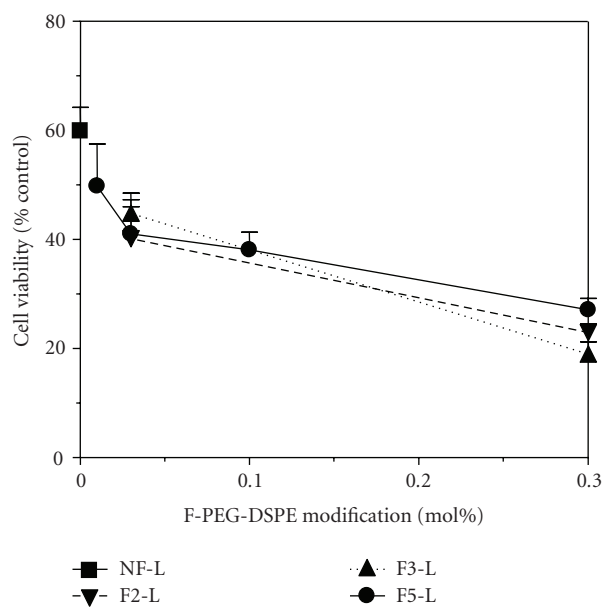 80
60
40
20
0
Cell viability (% control)
0 0.1 0.2 0.3
F-PEG-DSPE modification (mol%)
NF-L F3-L
F2-L F5-L